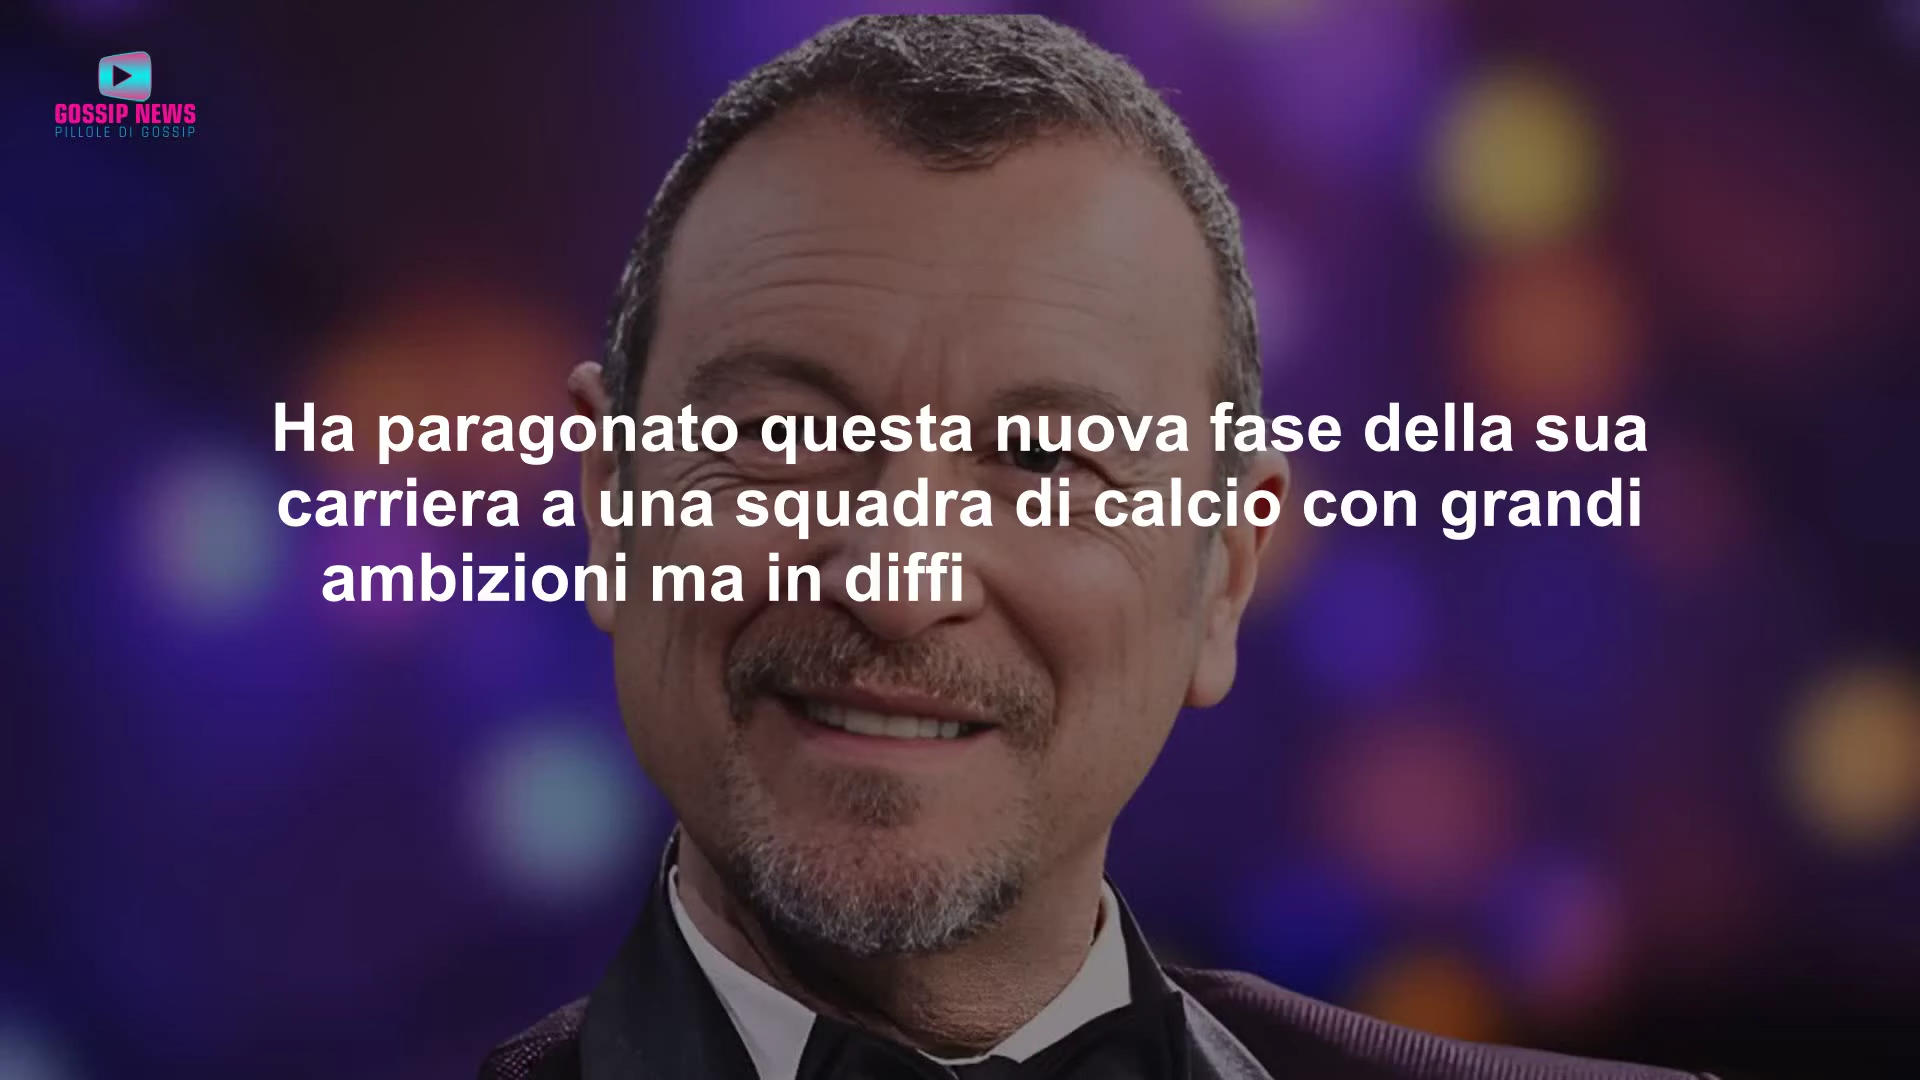 GOSSIP NEWS
PILLOLE DI GOSSIP
Ha paragonato questa nuova fase della sua
carriera a una squadra di calcio con grandi
ambizioni ma in diffi